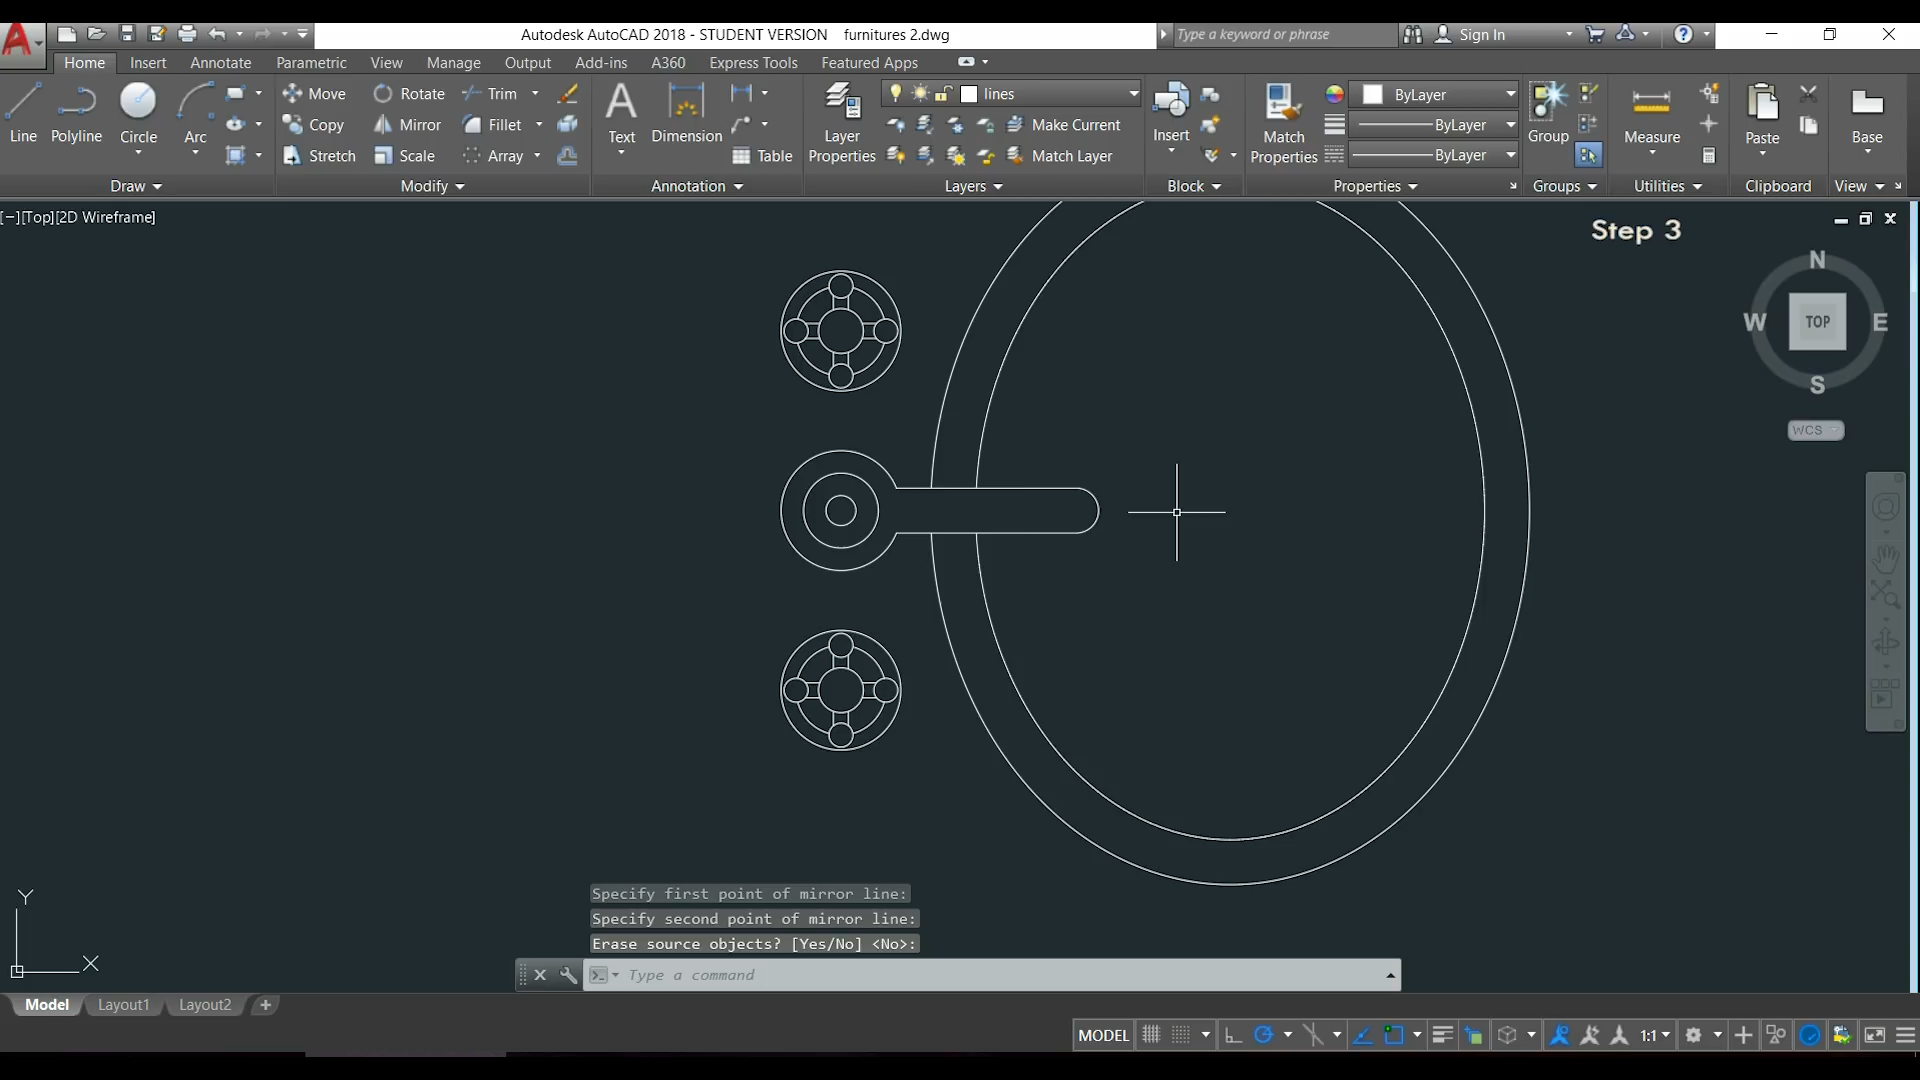 Autodesk AutoCAD 2018 - STUDENT VERSION furnitures 2.dwg
Type a keyword or phrase
Sign In
Home Insert Annotate Parametric View Manage Output Add-ins A360 Express Tools Featured Apps
Line Polyline Circle Arc
Move Rotate Trim
Copy Mirror Fillet
Stretch Scale Array
Text Dimension Table
Layer Properties
lines
Make Current
Match Layer
Insert
Match Properties
ByLayer
ByLayer
ByLayer
Group
Measure
Paste
Base
Draw Modify Annotation Layers Block Properties Groups Utilities Clipboard View
[−][Top][2D Wireframe]
Step 3
N
W TOP E
S
WCS
Specify first point of mirror line:
Specify second point of mirror line:
Erase source objects? [Yes/No] <No>:
Type a command
Y
X
Model Layout1 Layout2 +
MODEL 1:1